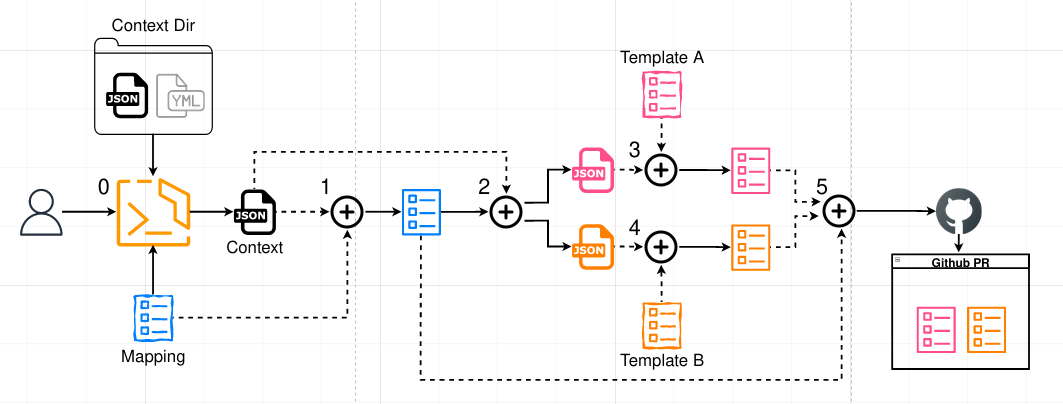 Context Dir
JSON
YML
0
JSON
Context
Mapping
1
2
Template A
JSON
3
JSON
4
Template B
5
Github PR